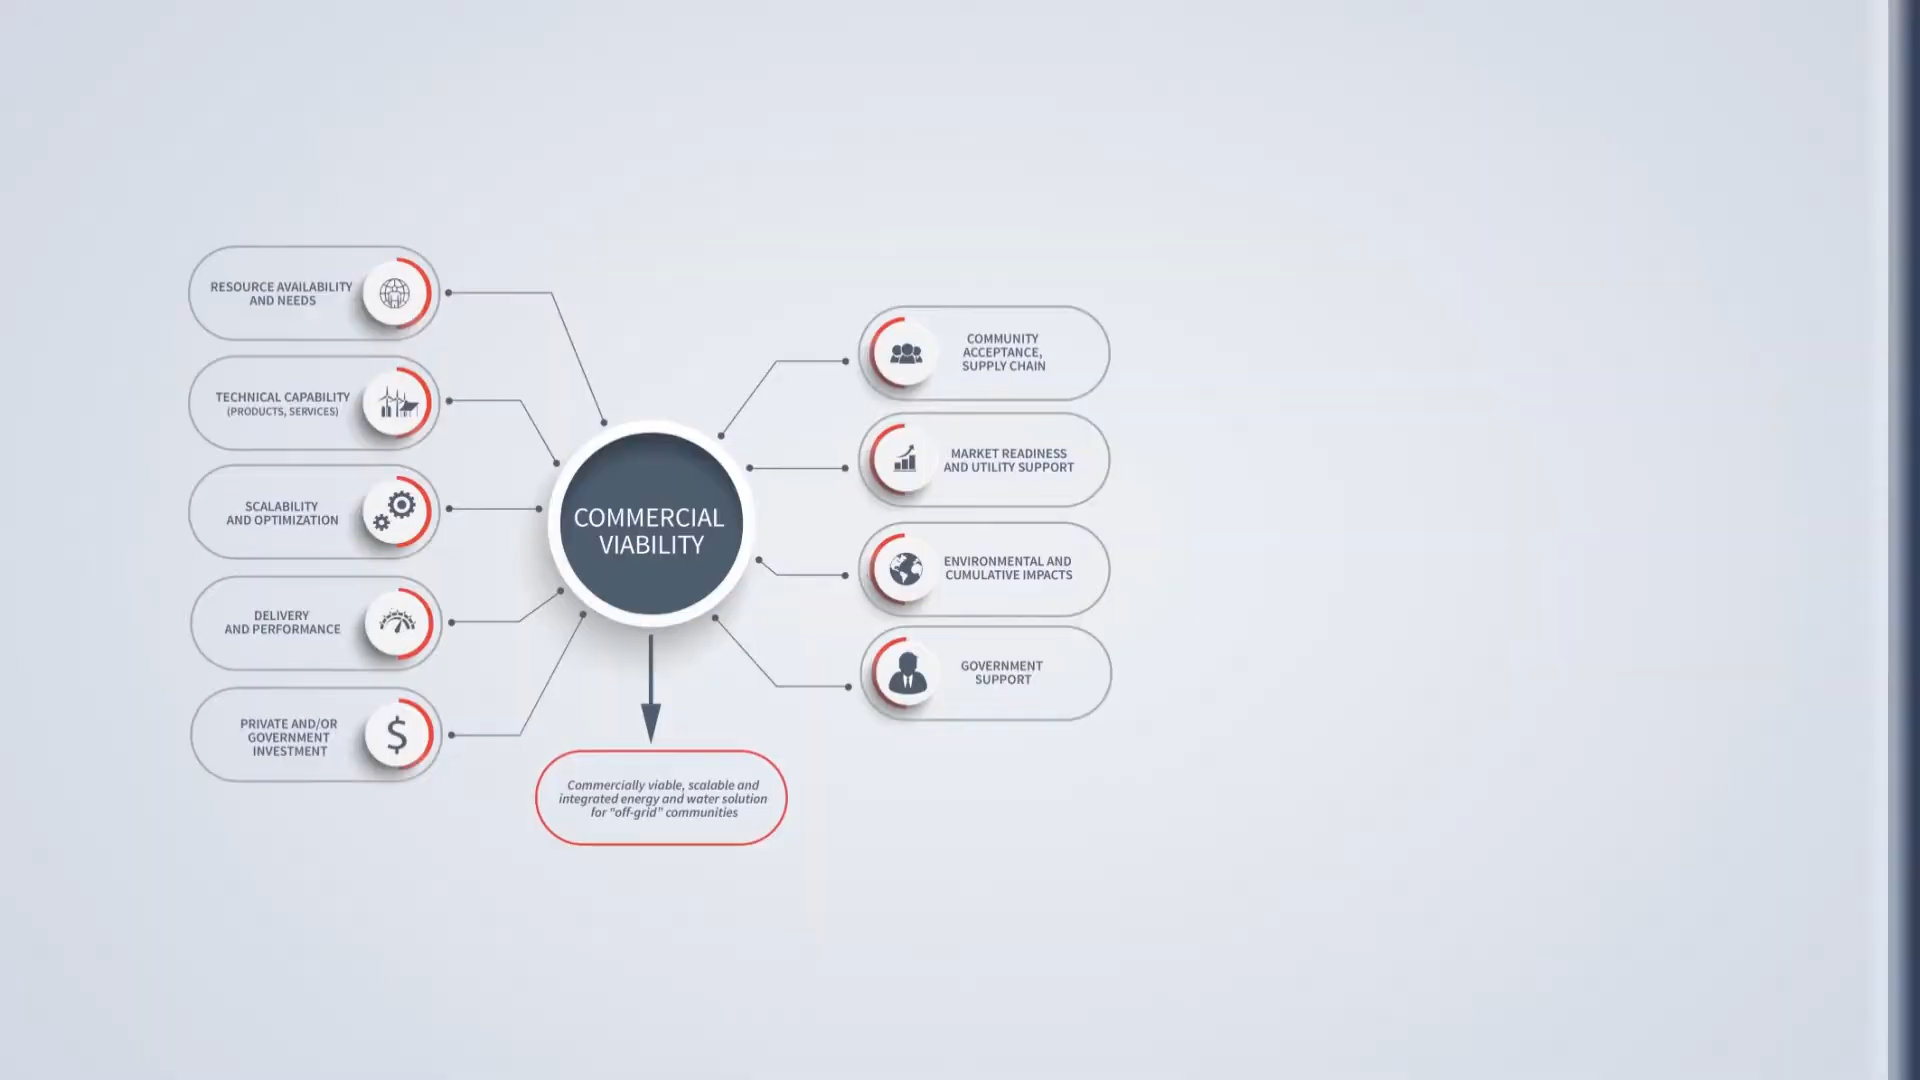 RESOURCE AVAILABILITY
AND NEEDS
TECHNICAL CAPABILITY
(PRODUCTS, SERVICES)
SCALABILITY
AND OPTIMIZATION
DELIVERY
AND PERFORMANCE
PRIVATE AND/OR
GOVERNMENT
INVESTMENT
$
COMMERCIAL
VIABILITY
Commercially viable, scalable and
integrated energy and water solution
for "off-grid" communities
COMMUNITY
ACCEPTANCE,
SUPPLY CHAIN
MARKET READINESS
AND UTILITY SUPPORT
ENVIRONMENTAL AND
CUMULATIVE IMPACTS
GOVERNMENT
SUPPORT